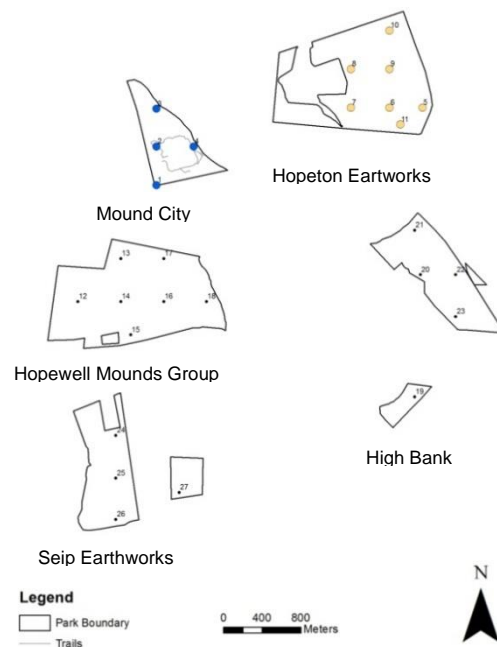 10
8
9
7
6
5
11
Hopeton Eartworks
3
2
4
1
Mound City
13
17
12
14
16
18
15
Hopewell Mounds Group
21
20
22
23
19
High Bank
24
25
26
27
Seip Earthworks
Legend
Park Boundary
Trails
0 400 800
Meters
N